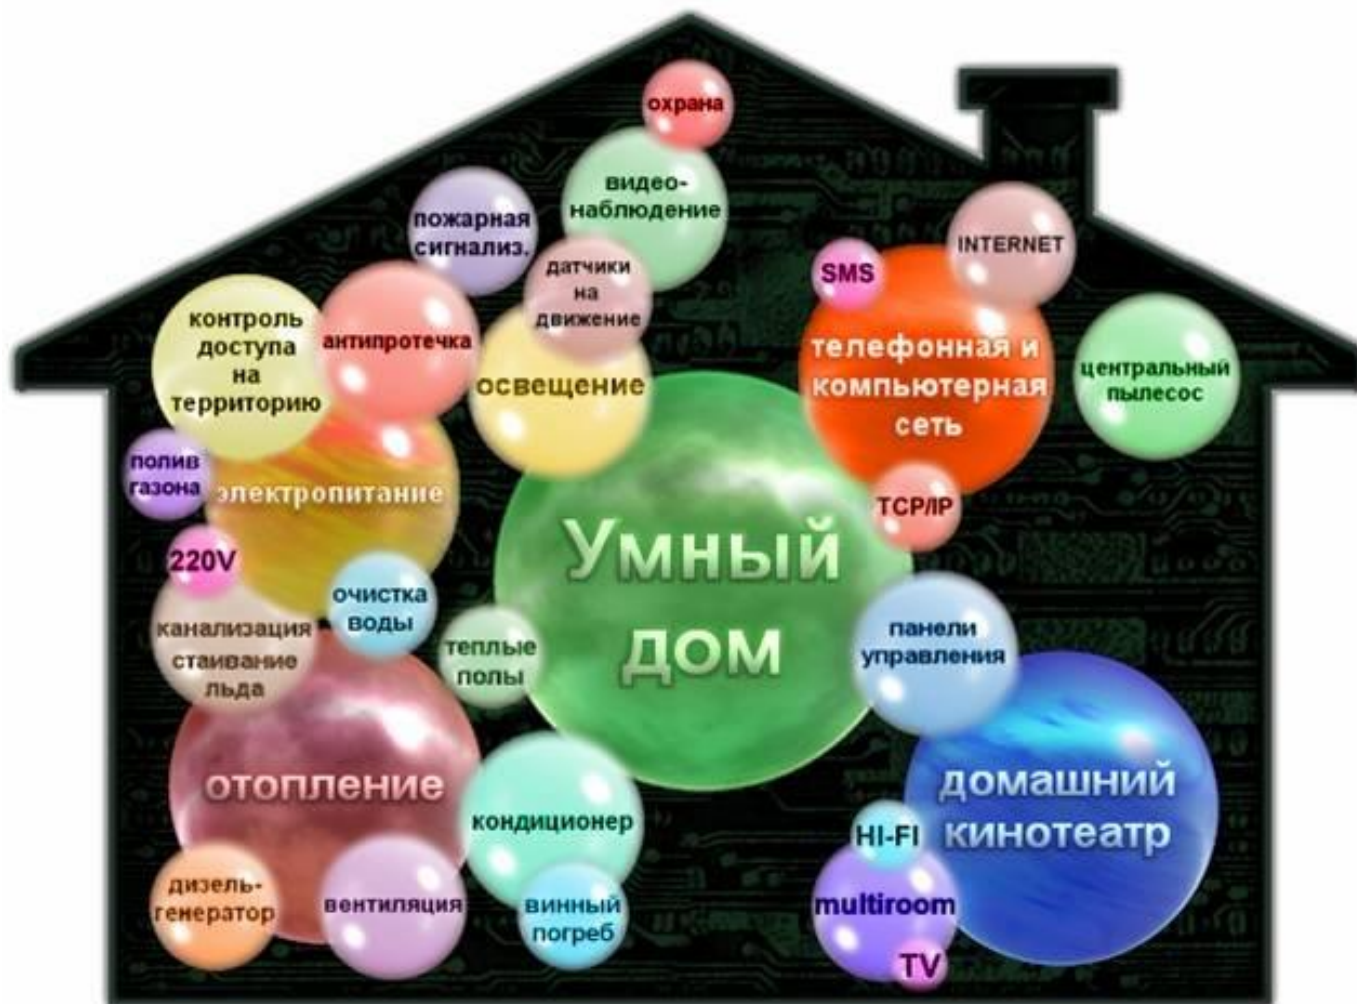 охрана
видео-
наблюдение
пожарная
сигнализ.
датчики
на
движение
SMS
INTERNET
контроль
доступа
на
территорию
антипротечка
освещение
телефонная и
компьютерная
сеть
центральный
пылесос
полив
газона
электропитание
TCP/IP
220V
Умный
дом
очистка
воды
канализация
стаивание
льда
теплые
полы
панели
управления
отопление
кондиционер
домашний
кинотеатр
HI-FI
дизель-
генератор
вентиляция
винный
погреб
multiroom
TV